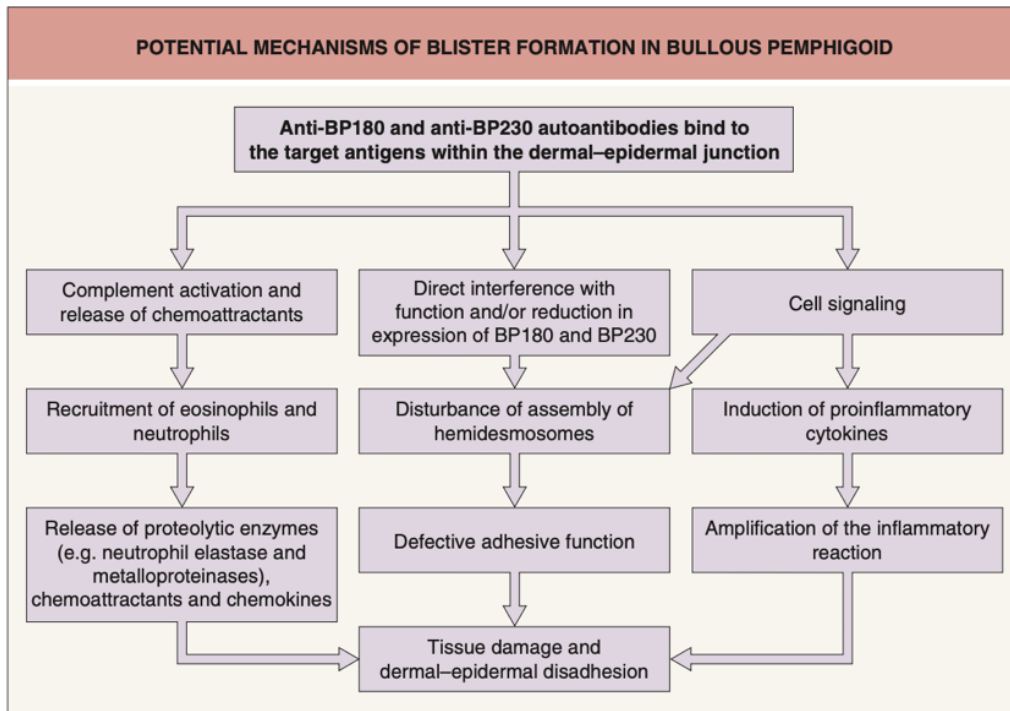 POTENTIAL MECHANISMS OF BLISTER FORMATION IN BULLOUS PEMPHIGOID
Anti-BP180 and anti-BP230 autoantibodies bind to
the target antigens within the dermal–epidermal junction
Complement activation and
release of chemoattractants
Direct interference with
function and/or reduction in
expression of BP180 and BP230
Cell signaling
Recruitment of eosinophils and
neutrophils
Disturbance of assembly of
hemidesmosomes
Induction of proinflammatory
cytokines
Release of proteolytic enzymes
(e.g. neutrophil elastase and
metalloproteinases),
chemoattractants and chemokines
Defective adhesive function
Amplification of the inflammatory
reaction
Tissue damage and
dermal–epidermal disadhesion